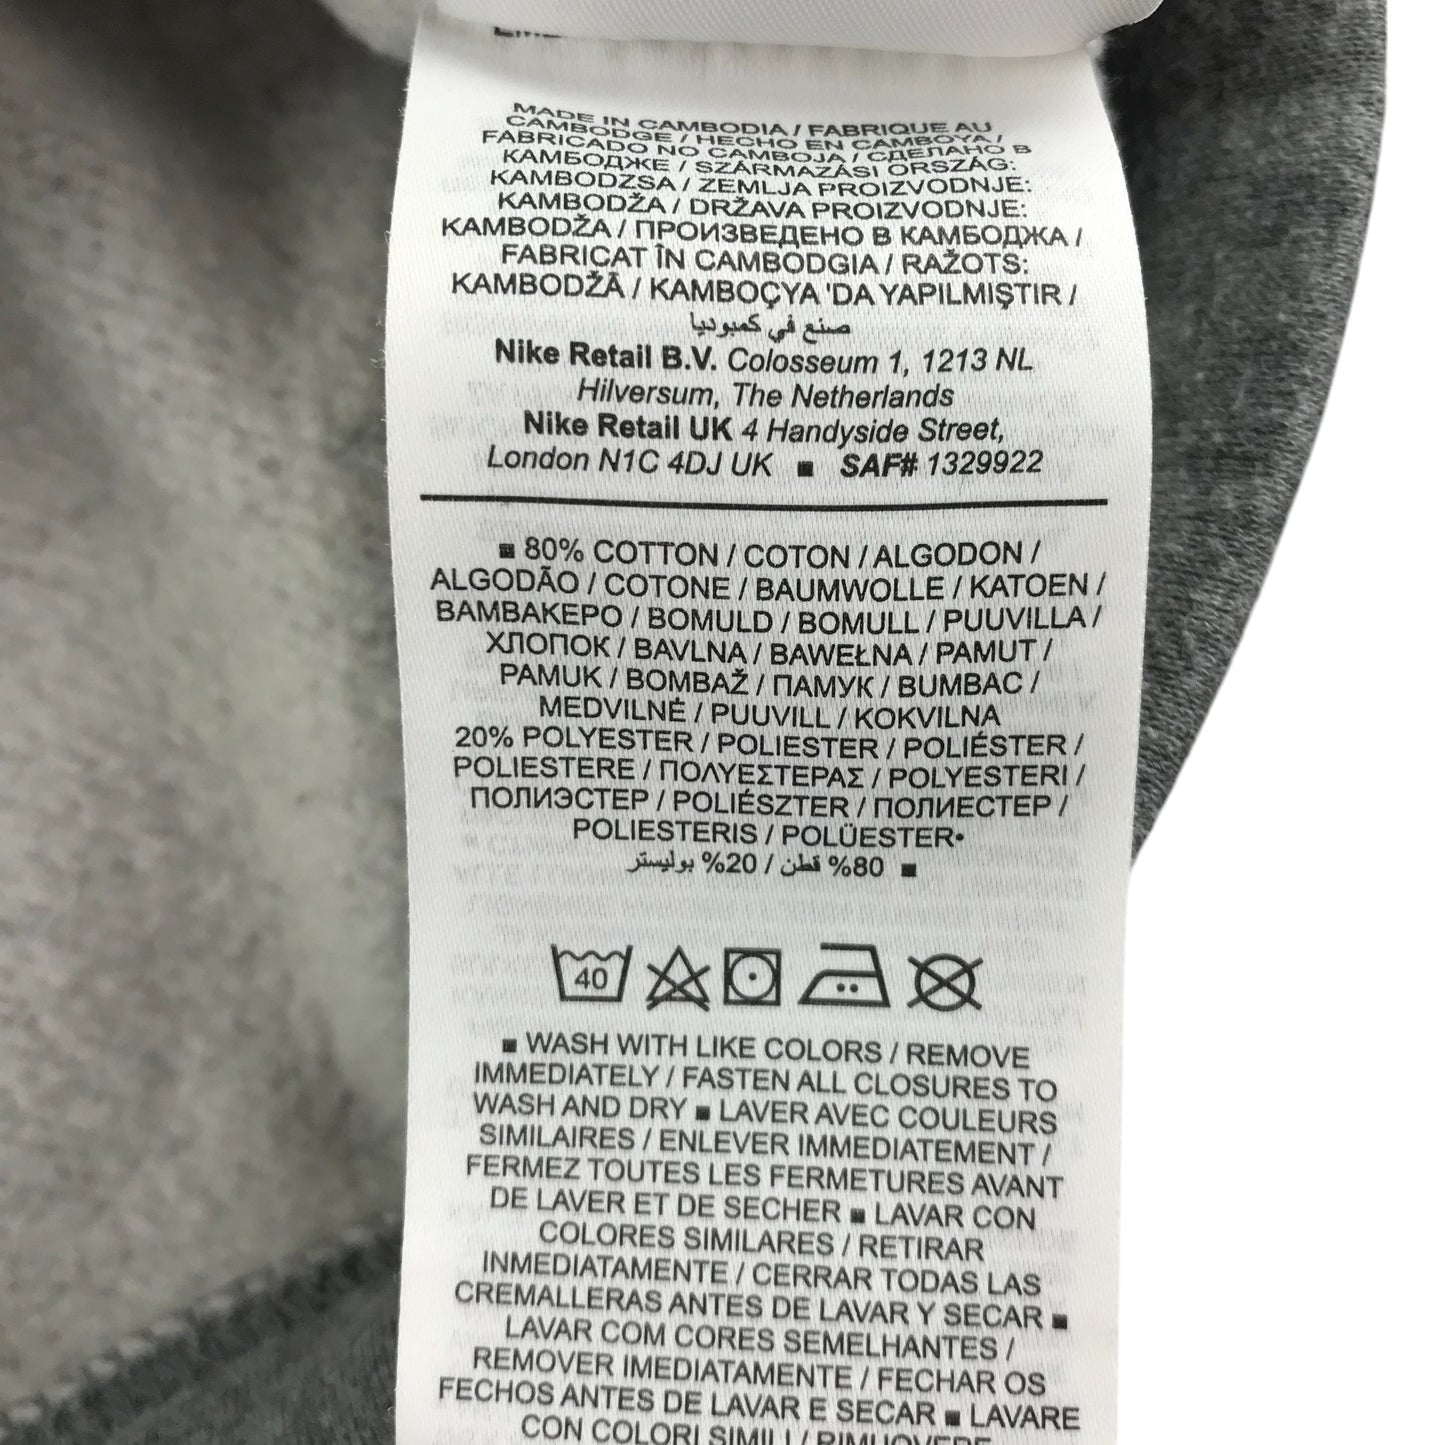 MADE IN CAMBODIA / FABRIQUE AU
CAMBODGE / HECHO EN CAMBOYA /
FABRICADO NO CAMBOJA / СДЕЛАНО В
КАМБОДЖЕ / SZÁRMAZÁSI ORSZÁG:
KAMBODZSA / ZEMLJA PROIZVODNJE:
KAMBODŽA / DRŽAVA PROIZVODNJE:
KAMBODŽA / ПРОИЗВЕДЕНО В КАМБОДЖА /
FABRICAT ÎN CAMBODGIA / RAŽOTS:
KAMBODŽĀ / KAMBOÇYA 'DA YAPILMIŞTIR /
صنع في كمبوديا
Nike Retail B.V. Colosseum 1, 1213 NL
Hilversum, The Netherlands
Nike Retail UK 4 Handyside Street,
London N1C 4DJ UK ■ SAF# 1329922
■ 80% COTTON / COTON / ALGODON /
ALGODÃO / COTONE / BAUMWOLLE / KATOEN /
ΒΑΜΒΑΚΕΡΟ / BOMULD / BOMULL / PUUVILLA /
ХЛОПОК / BAVLNA / BAWEŁNA / PAMUT /
PAMUK / BOMBAŽ / ПАМУК / BUMBAC /
MEDVILNĖ / PUUVILL / KOKVILNA
20% POLYESTER / POLIESTER / POLIÉSTER /
POLIESTERE / ΠΟΛΥΕΣΤΕΡΑΣ / POLYESTERI /
ПОЛИЭСТЕР / POLIÉSZTER / ПОЛИЕСТЕР /
POLIESTERIS / POLÜESTER•
■ 80% قطن / 20% بوليستر
40
■ WASH WITH LIKE COLORS / REMOVE
IMMEDIATELY / FASTEN ALL CLOSURES TO
WASH AND DRY ■ LAVER AVEC COULEURS
SIMILAIRES / ENLEVER IMMEDIATEMENT /
FERMEZ TOUTES LES FERMETURES AVANT
DE LAVER ET DE SECHER ■ LAVAR CON
COLORES SIMILARES / RETIRAR
INMEDIATAMENTE / CERRAR TODAS LAS
CREMALLERAS ANTES DE LAVAR Y SECAR ■
LAVAR COM CORES SEMELHANTES /
REMOVER IMEDIATAMENTE / FECHAR OS
FECHOS ANTES DE LAVAR E SECAR ■ LAVARE
CON COLORI SIMILI / RIMUOVERE